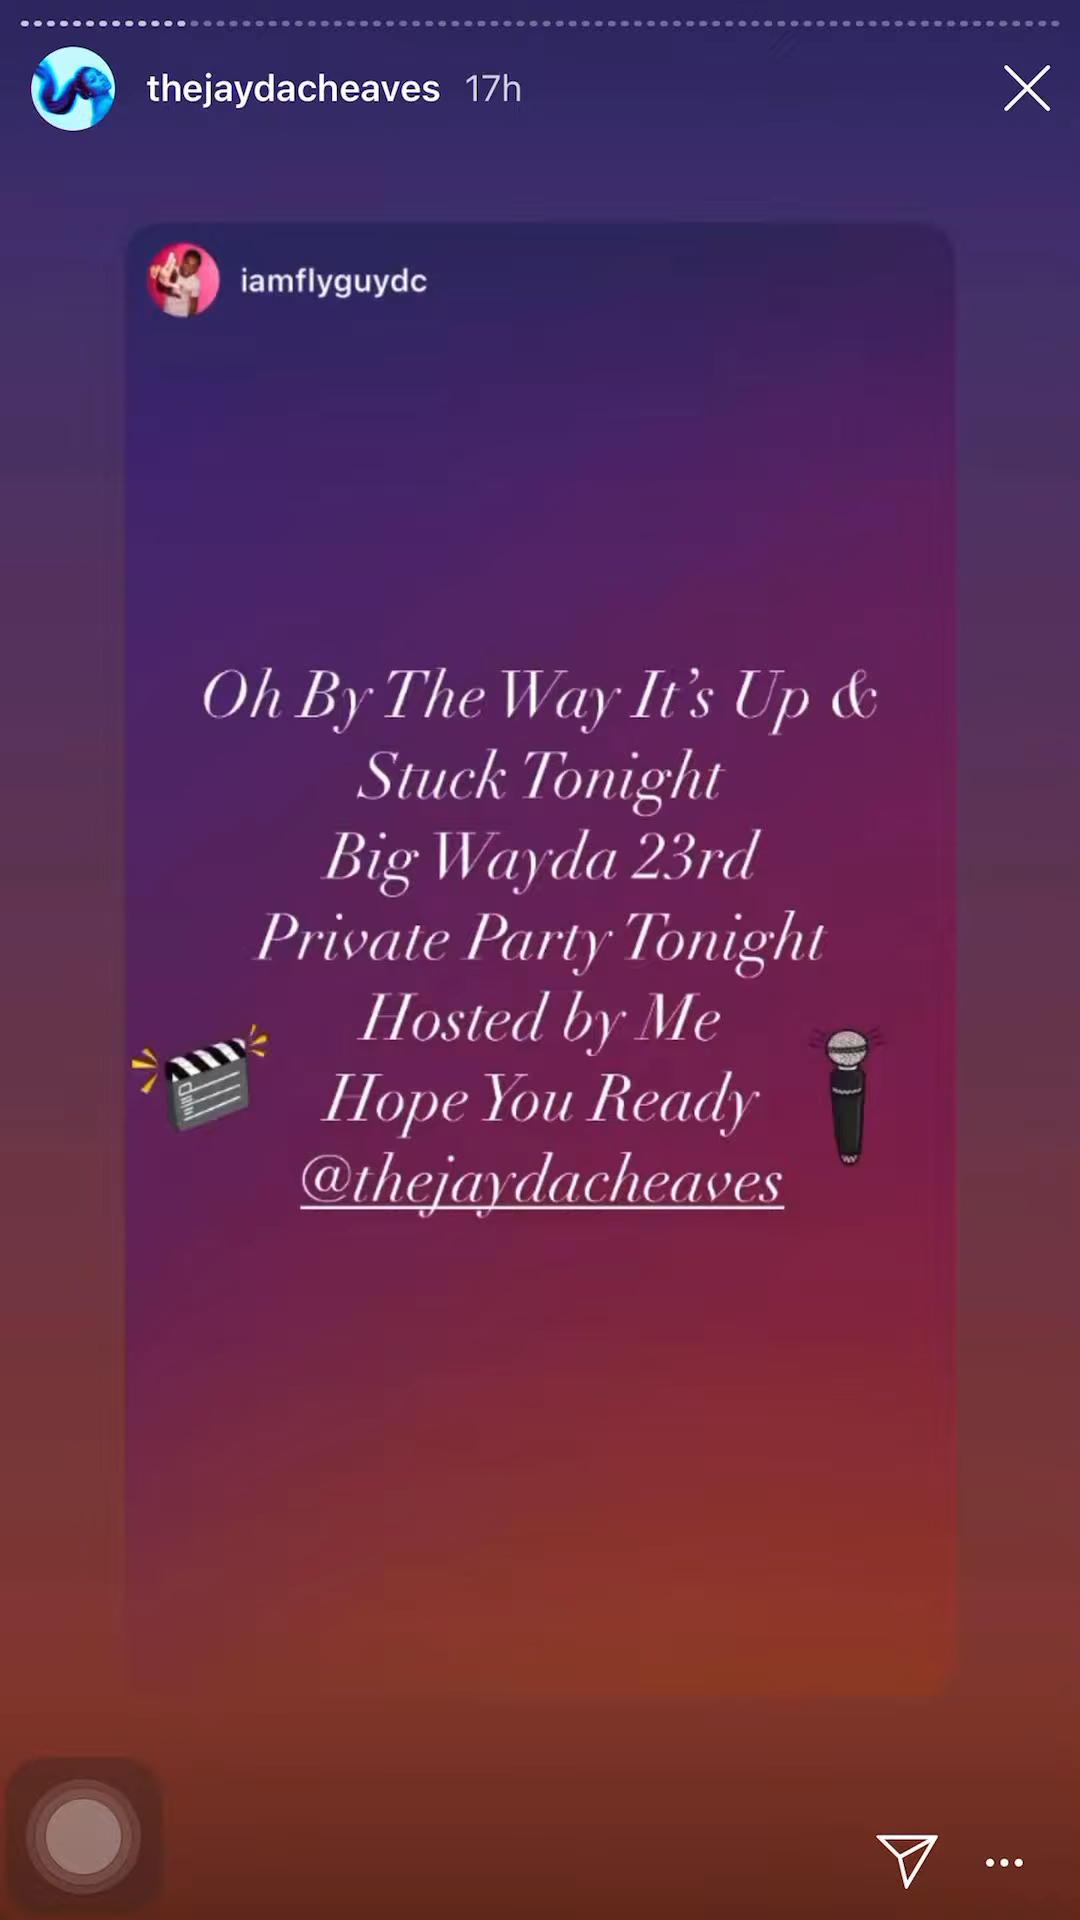 thejaydacheaves 17h
iamflyguydc
Oh By The Way It’s Up &
Stuck Tonight
Big Wayda 23rd
Private Party Tonight
Hosted by Me
Hope You Ready
@thejaydacheaves